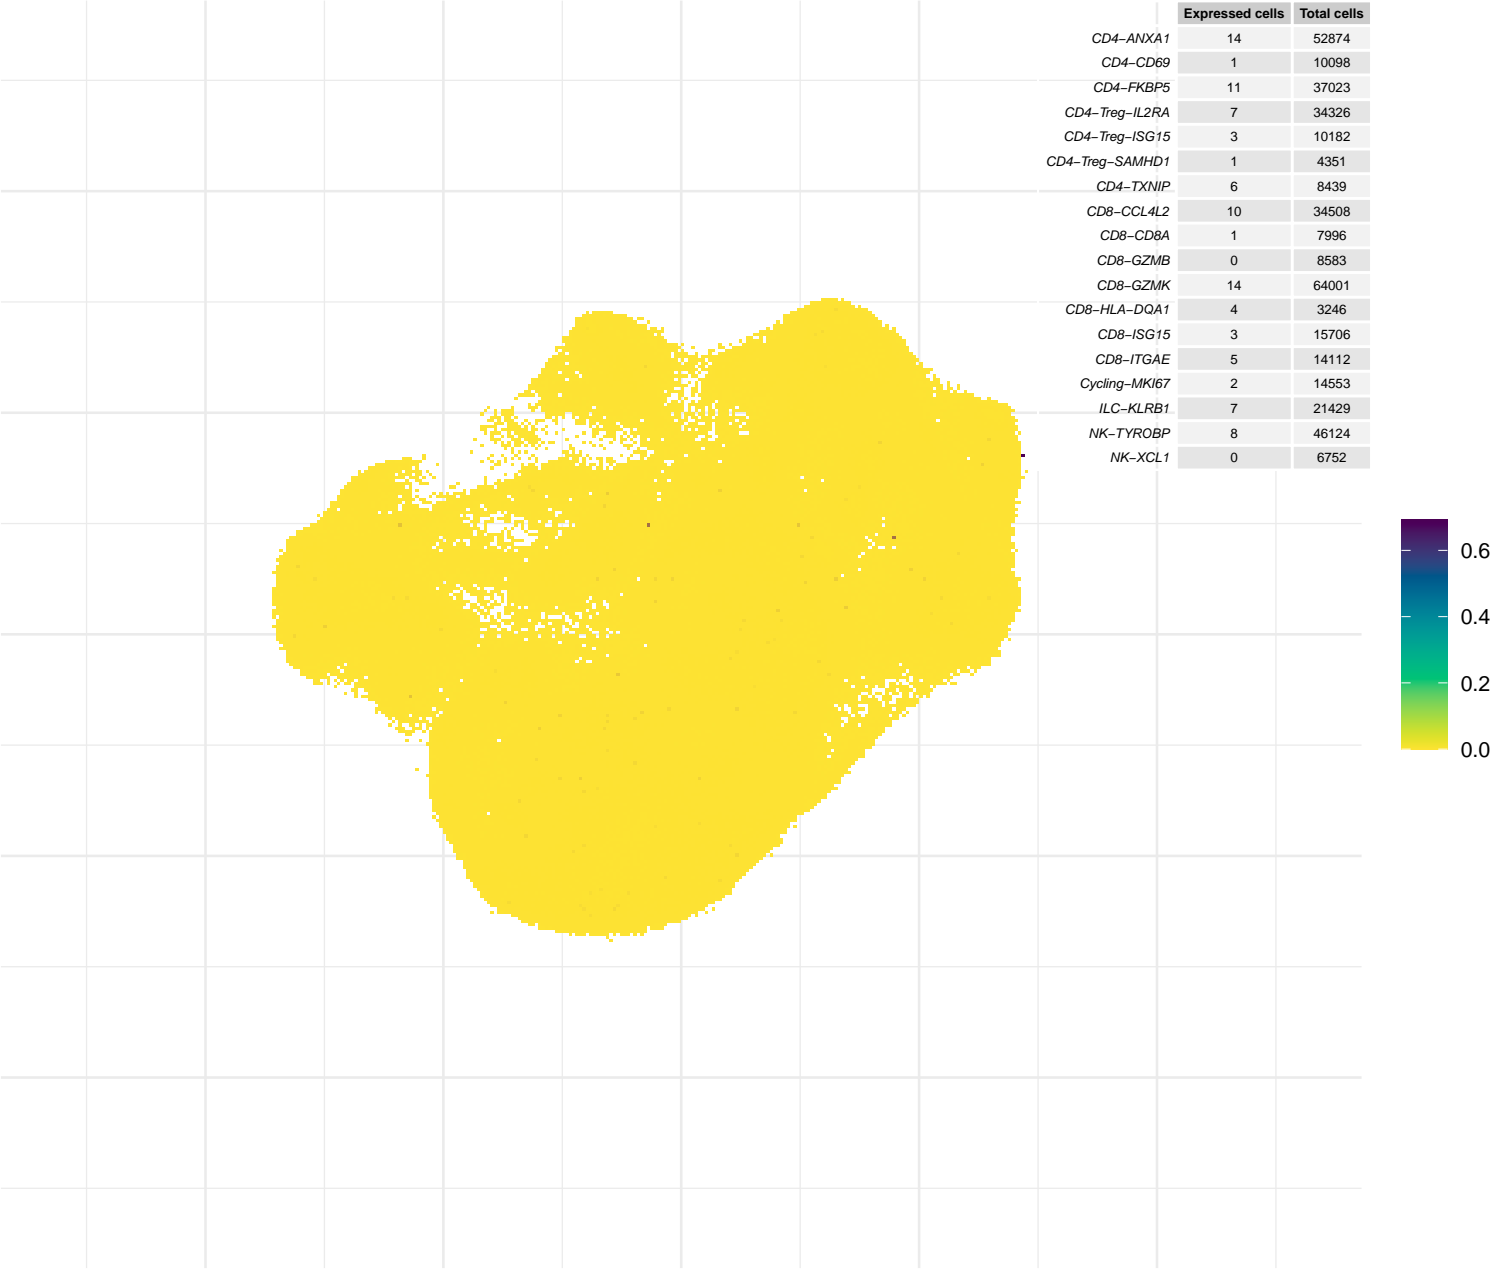 Expressed cells Total cells
CD4−ANXA1 14 52874
CD4−CD69 1 10098
CD4−FKBP5 11 37023
CD4−Treg−IL2RA 7 34326
CD4−Treg−ISG15 3 10182
CD4−Treg−SAMHD1 1 4351
CD4−TXNIP 6 8439
CD8−CCL4L2 10 34508
CD8−CD8A 1 7996
CD8−GZMB 0 8583
CD8−GZMK 14 64001
CD8−HLA−DQA1 4 3246
CD8−ISG15 3 15706
CD8−ITGAE 5 14112
Cycling−MKI67 2 14553
ILC−KLRB1 7 21429
NK−TYROBP 8 46124
NK−XCL1 0 6752
0.6
0.4
0.2
0.0